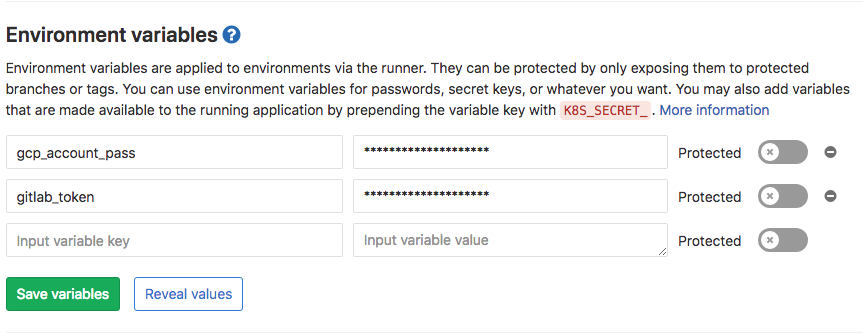 Environment variables ?
Environment variables are applied to environments via the runner. They can be protected by only exposing them to protected
branches or tags. You can use environment variables for passwords, secret keys, or whatever you want. You may also add variables
that are made available to the running application by prepending the variable key with K8S_SECRET_ . More information
gcp_account_pass ******************** Protected
gitlab_token ******************** Protected
Input variable key Input variable value Protected
Save variables Reveal values